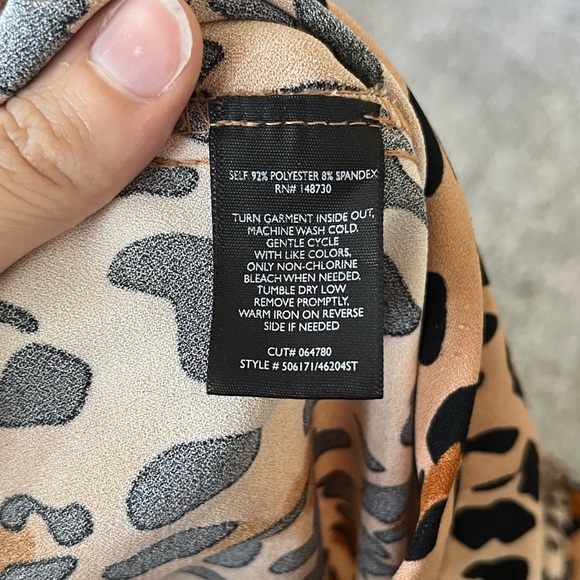 SELF 92% POLYESTER 8% SPANDEX
RN# 148730
TURN GARMENT INSIDE OUT,
MACHINE WASH COLD,
GENTLE CYCLE
WITH LIKE COLORS,
ONLY NON-CHLORINE
BLEACH WHEN NEEDED.
TUMBLE DRY LOW
REMOVE PROMPTLY,
WARM IRON ON REVERSE
SIDE IF NEEDED
CUT# 064780
STYLE # 506171/46204ST